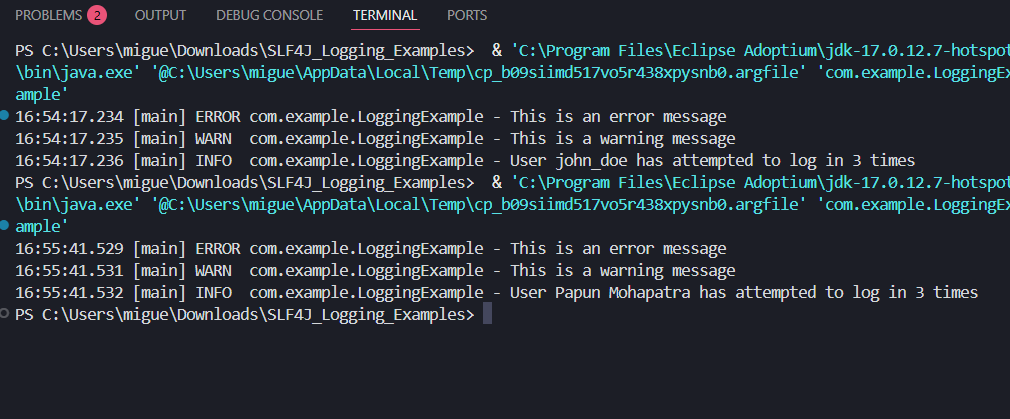 PROBLEMS 2 OUTPUT DEBUG CONSOLE TERMINAL PORTS
PS C:\Users\migue\Downloads\SLF4J_Logging_Examples>  & 'C:\Program Files\Eclipse Adoptium\jdk-17.0.12.7-hotspot
\bin\java.exe' '@C:\Users\migue\AppData\Local\Temp\cp_b09siimd517vo5r438xpysnb0.argfile' 'com.example.LoggingEx
ample'
16:54:17.234 [main] ERROR com.example.LoggingExample - This is an error message
16:54:17.235 [main] WARN  com.example.LoggingExample - This is a warning message
16:54:17.236 [main] INFO  com.example.LoggingExample - User john_doe has attempted to log in 3 times
PS C:\Users\migue\Downloads\SLF4J_Logging_Examples>  & 'C:\Program Files\Eclipse Adoptium\jdk-17.0.12.7-hotspot
\bin\java.exe' '@C:\Users\migue\AppData\Local\Temp\cp_b09siimd517vo5r438xpysnb0.argfile' 'com.example.LoggingEx
ample'
16:55:41.529 [main] ERROR com.example.LoggingExample - This is an error message
16:55:41.531 [main] WARN  com.example.LoggingExample - This is a warning message
16:55:41.532 [main] INFO  com.example.LoggingExample - User Papun Mohapatra has attempted to log in 3 times
PS C:\Users\migue\Downloads\SLF4J_Logging_Examples>